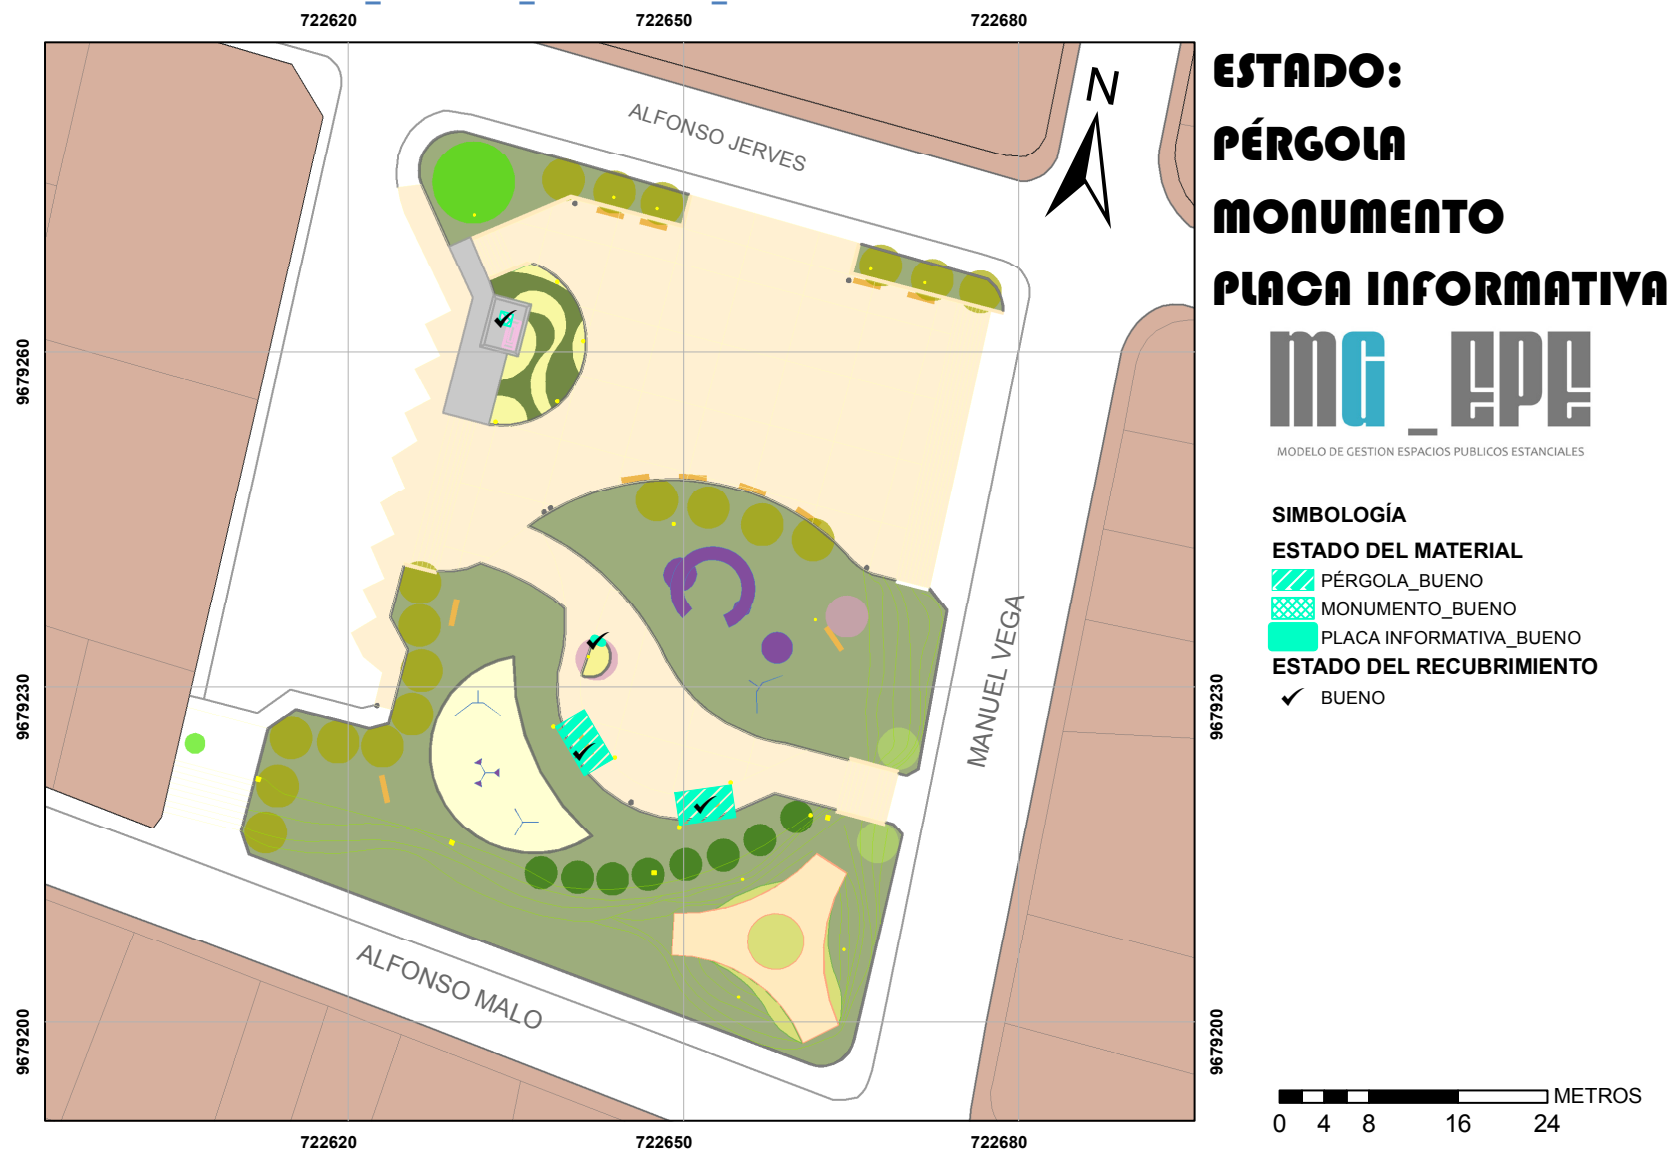 722620
722650
722680
9679260
9679230
9679200
ALFONSO JERVES
N
MANUEL VEGA
ALFONSO MALO
9679230
9679200
722620
722650
722680
ESTADO:
PÉRGOLA
MONUMENTO
PLACA INFORMATIVA
MG_EPE
MODELO DE GESTION ESPACIOS PUBLICOS ESTANCIALES
SIMBOLOGÍA
ESTADO DEL MATERIAL
PÉRGOLA_BUENO
MONUMENTO_BUENO
PLACA INFORMATIVA_BUENO
ESTADO DEL RECUBRIMIENTO
BUENO
METROS
0 4 8 16 24